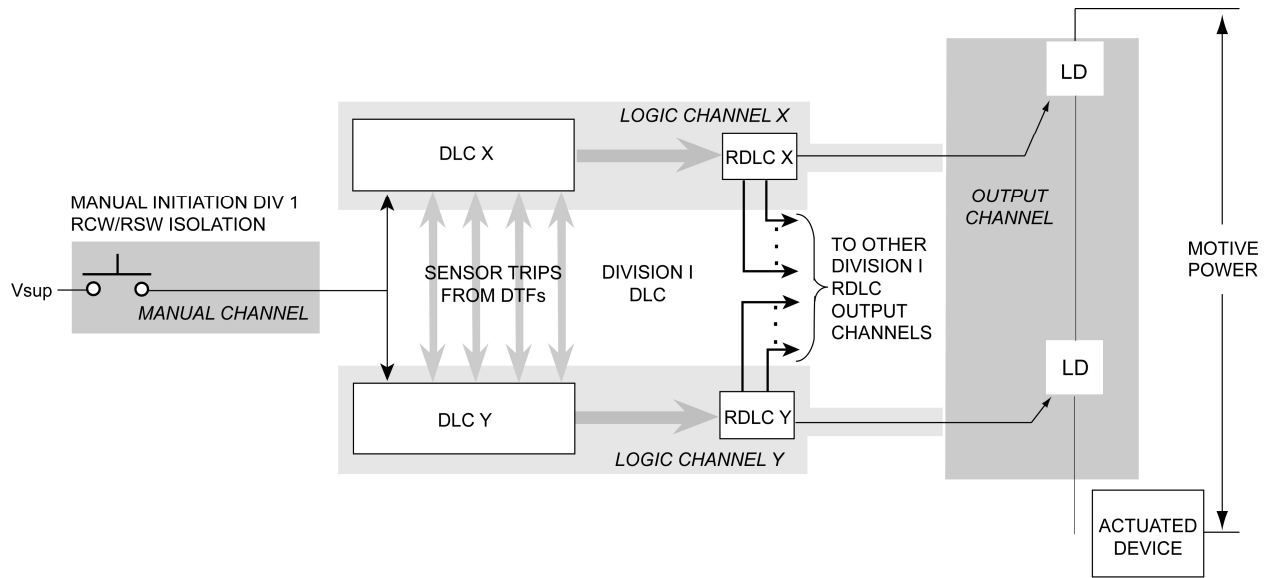 LD
LOGIC CHANNEL X
DLC X
RDLC X
MANUAL INITIATION DIV 1
RCW/RSW ISOLATION
OUTPUT
CHANNEL
MOTIVE
POWER
Vsup
MANUAL CHANNEL
SENSOR TRIPS
FROM DTFs
DIVISION I
DLC
TO OTHER
DIVISION I
RDLC
OUTPUT
CHANNELS
LD
DLC Y
RDLC Y
LOGIC CHANNEL Y
ACTUATED
DEVICE